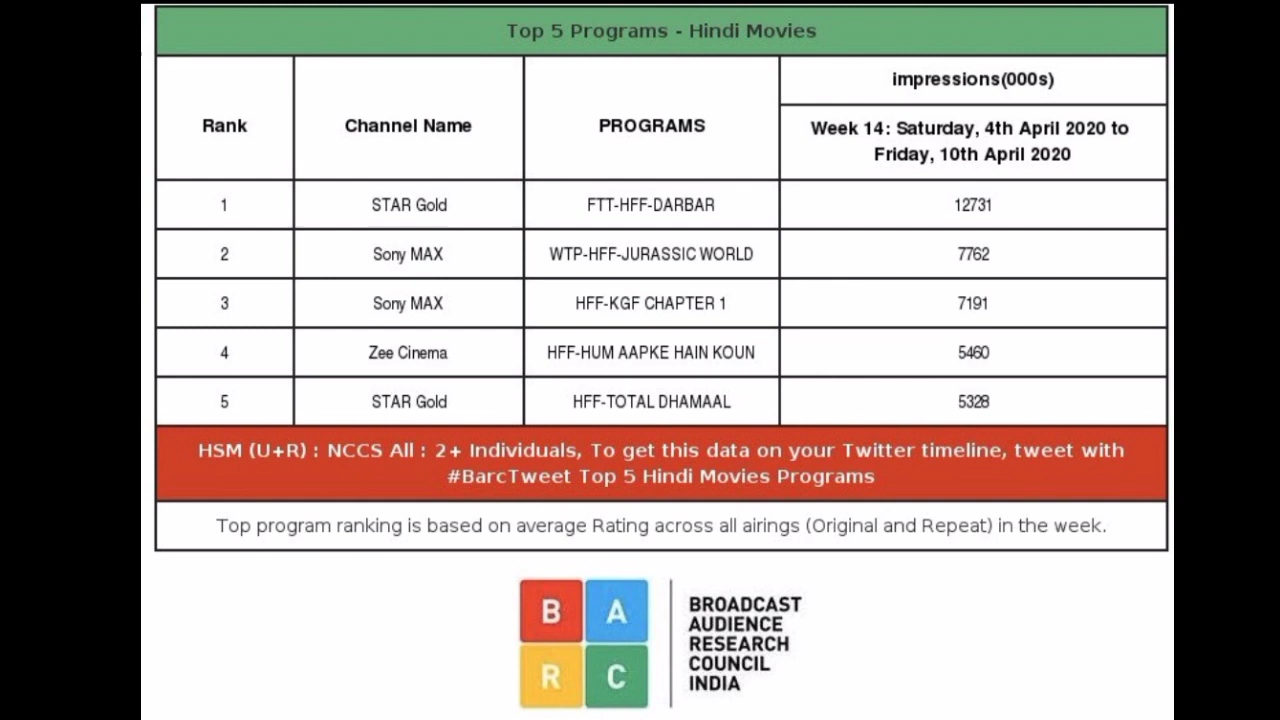 Top 5 Programs - Hindi Movies
impressions(000s)
Rank Channel Name PROGRAMS
Week 14: Saturday, 4th April 2020 to
Friday, 10th April 2020
1 STAR Gold FTT-HFF-DARBAR 12731
2 Sony MAX WTP-HFF-JURASSIC WORLD 7762
3 Sony MAX HFF-KGF CHAPTER 1 7191
4 Zee Cinema HFF-HUM AAPKE HAIN KOUN 5460
5 STAR Gold HFF-TOTAL DHAMAAL 5328
HSM (U+R) : NCCS All : 2+ Individuals, To get this data on your Twitter timeline, tweet with
#BarcTweet Top 5 Hindi Movies Programs
Top program ranking is based on average Rating across all airings (Original and Repeat) in the week.
B A
R C
BROADCAST
AUDIENCE
RESEARCH
COUNCIL
INDIA